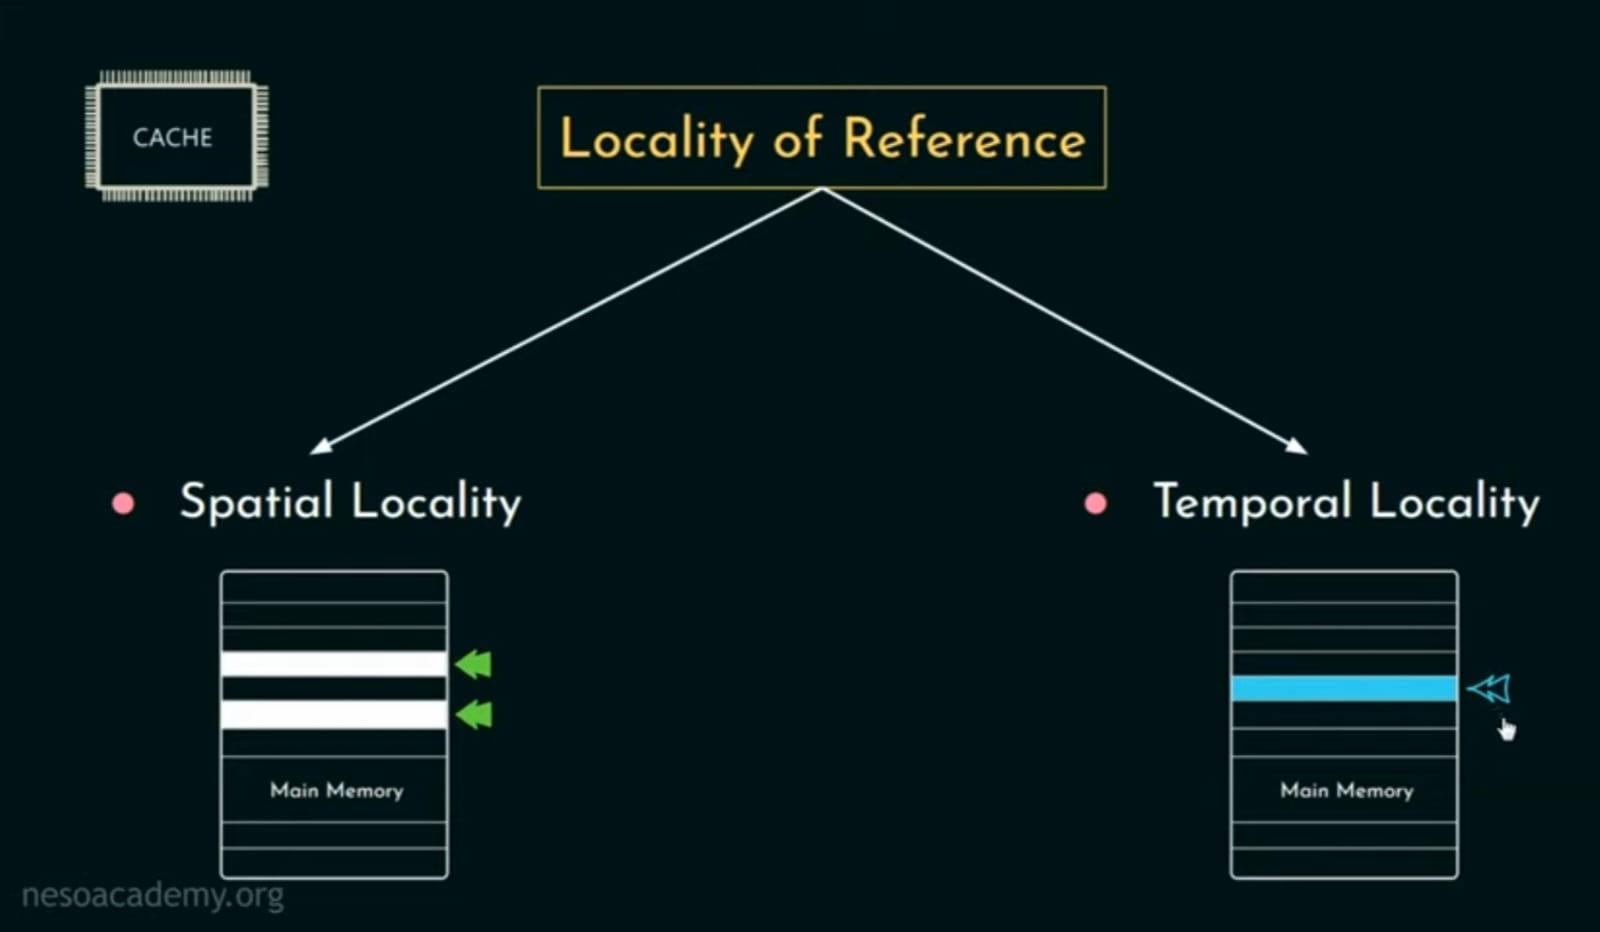 CACHE
Locality of Reference
Spatial Locality
Temporal Locality
Main Memory
Main Memory
nesoacademy.org